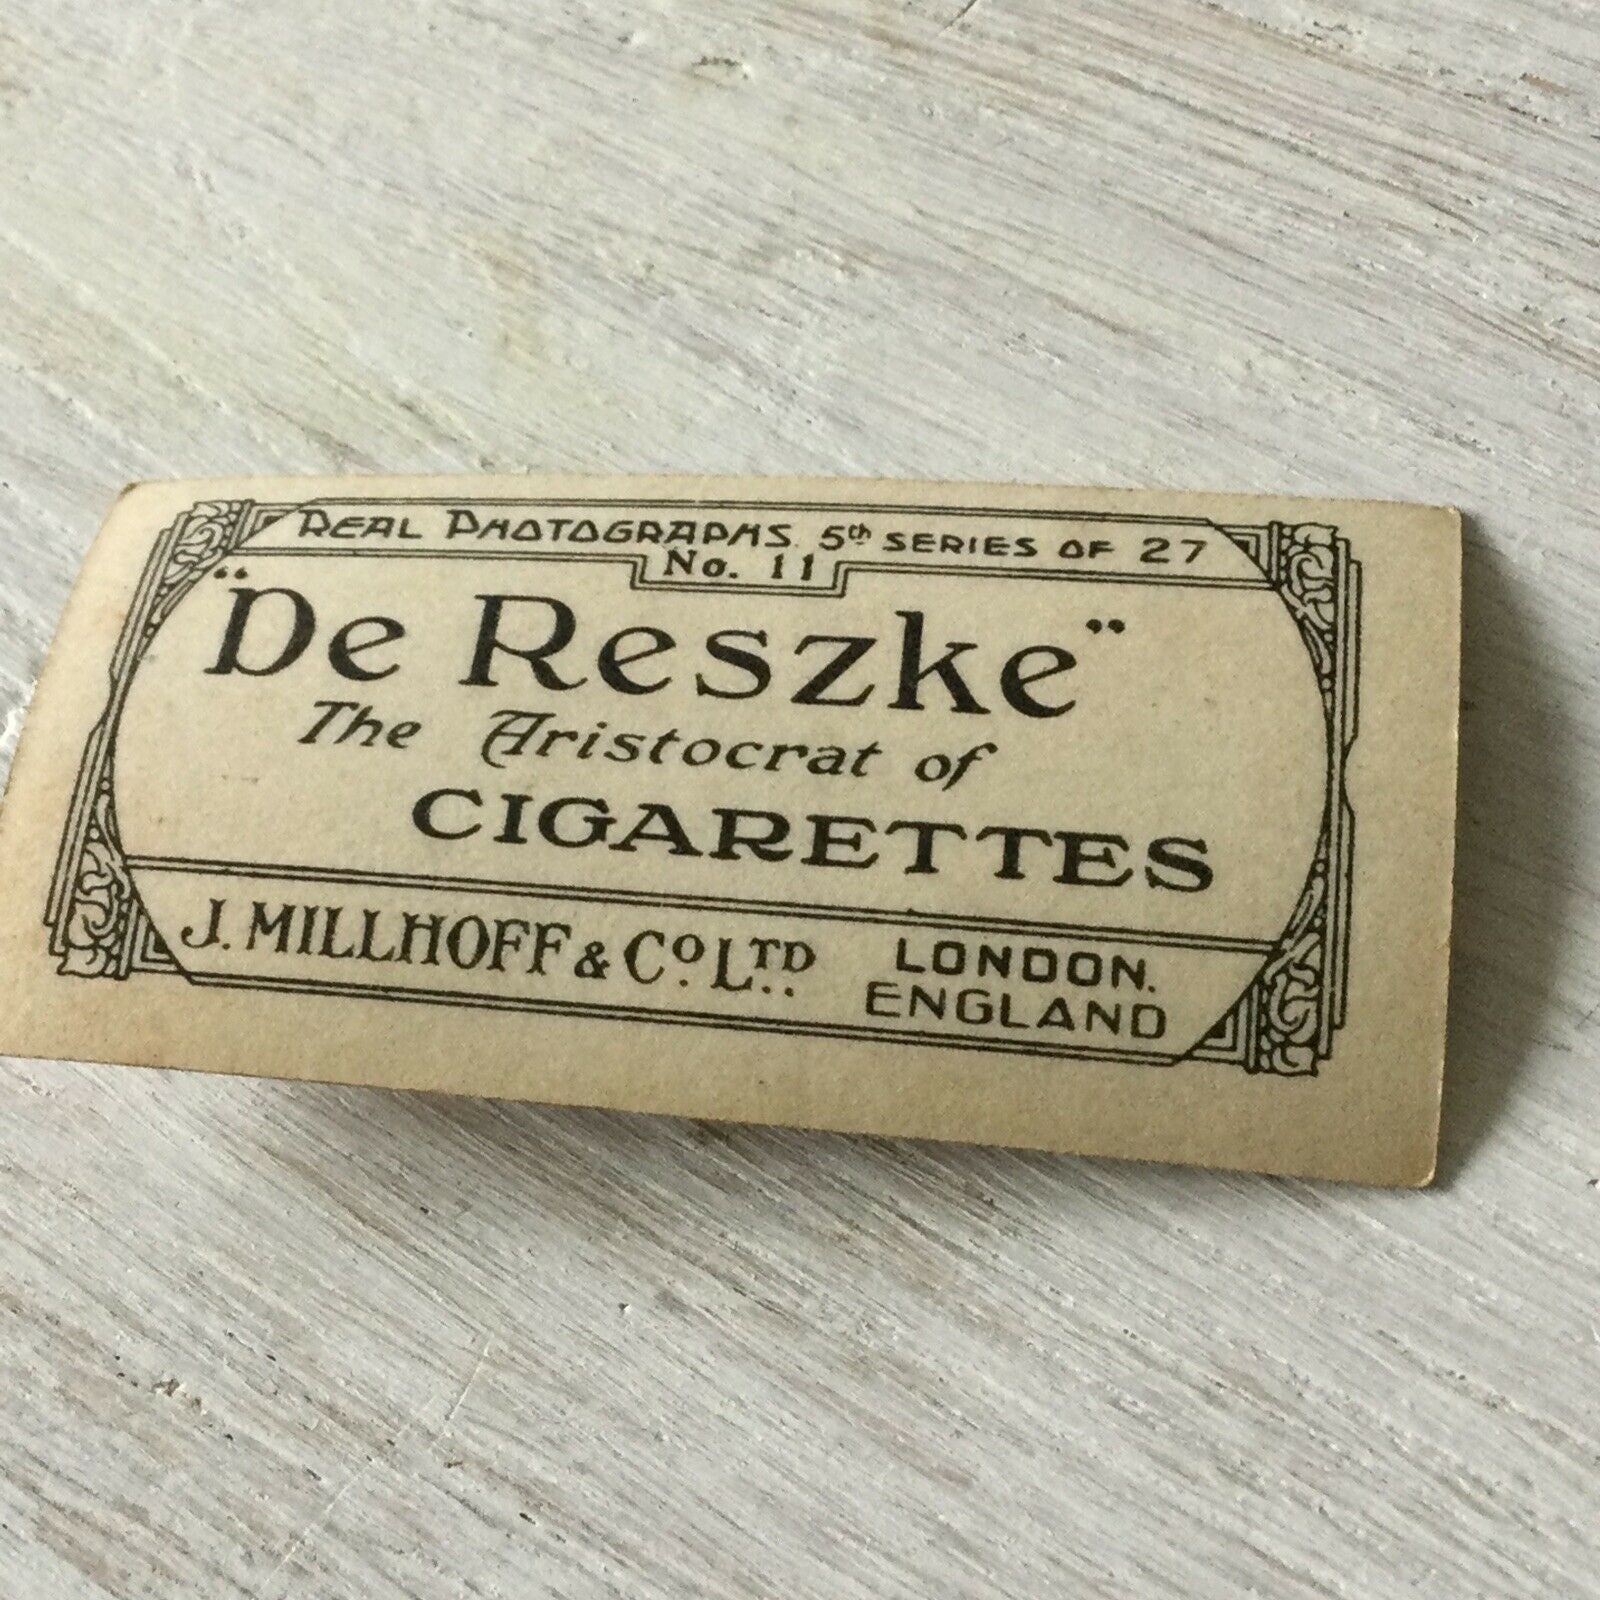 REAL PHOTOGRAPHS. 5th SERIES OF 27
No. 11
"De Reszke"
The Aristocrat of
CIGARETTES
J. MILLHOFF & Co. LTD. LONDON.
ENGLAND